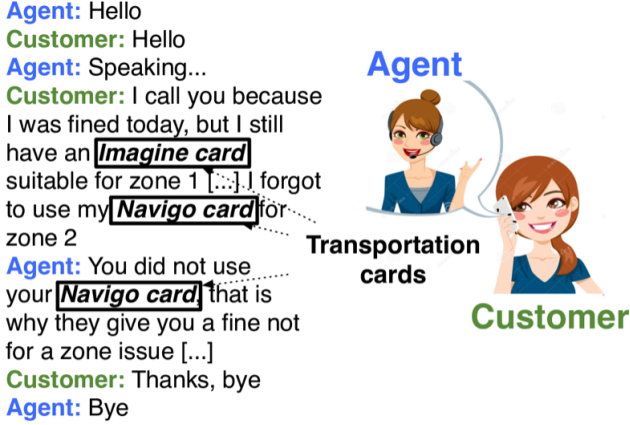 Agent: Hello
Customer: Hello
Agent: Speaking...
Customer: I call you because
I was fined today, but I still
have an Imagine card
suitable for zone 1 [...] I forgot
to use my Navigo card for
zone 2
Agent: You did not use
your Navigo card, that is
why they give you a fine not
for a zone issue [...]
Customer: Thanks, bye
Agent: Bye
Agent
Transportation
cards
Customer